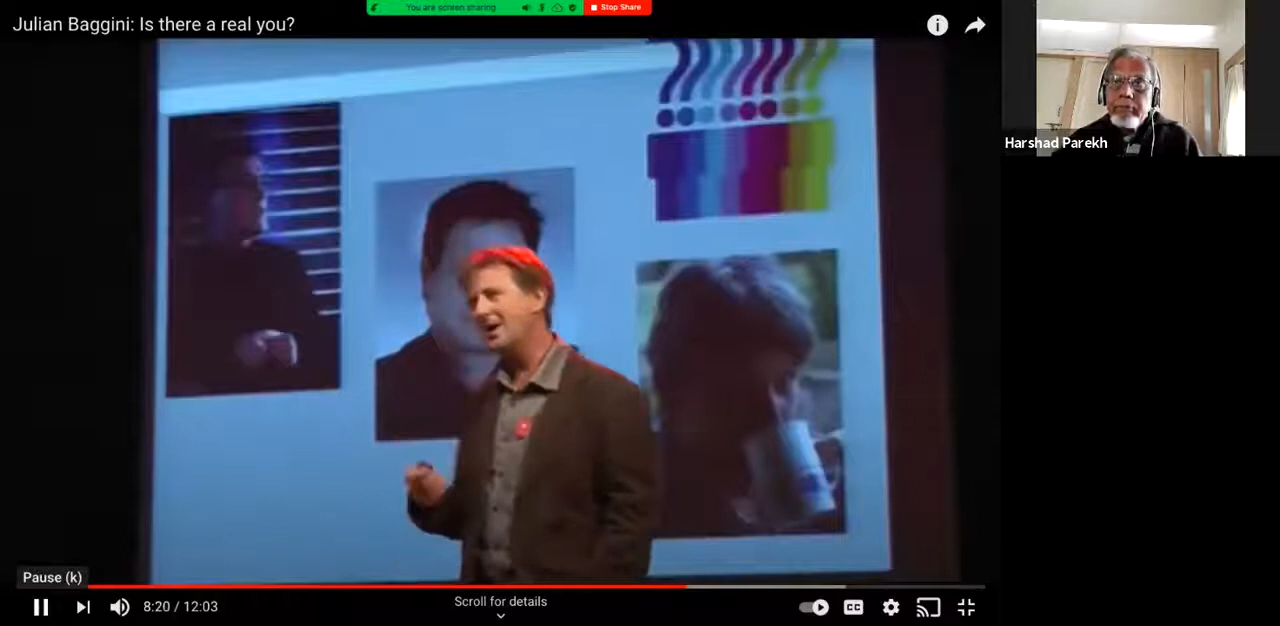 You are screen sharing
Stop Share
Julian Baggini: Is there a real you?
Harshad Parekh
Pause (k)
8:20 / 12:03
Scroll for details
CC